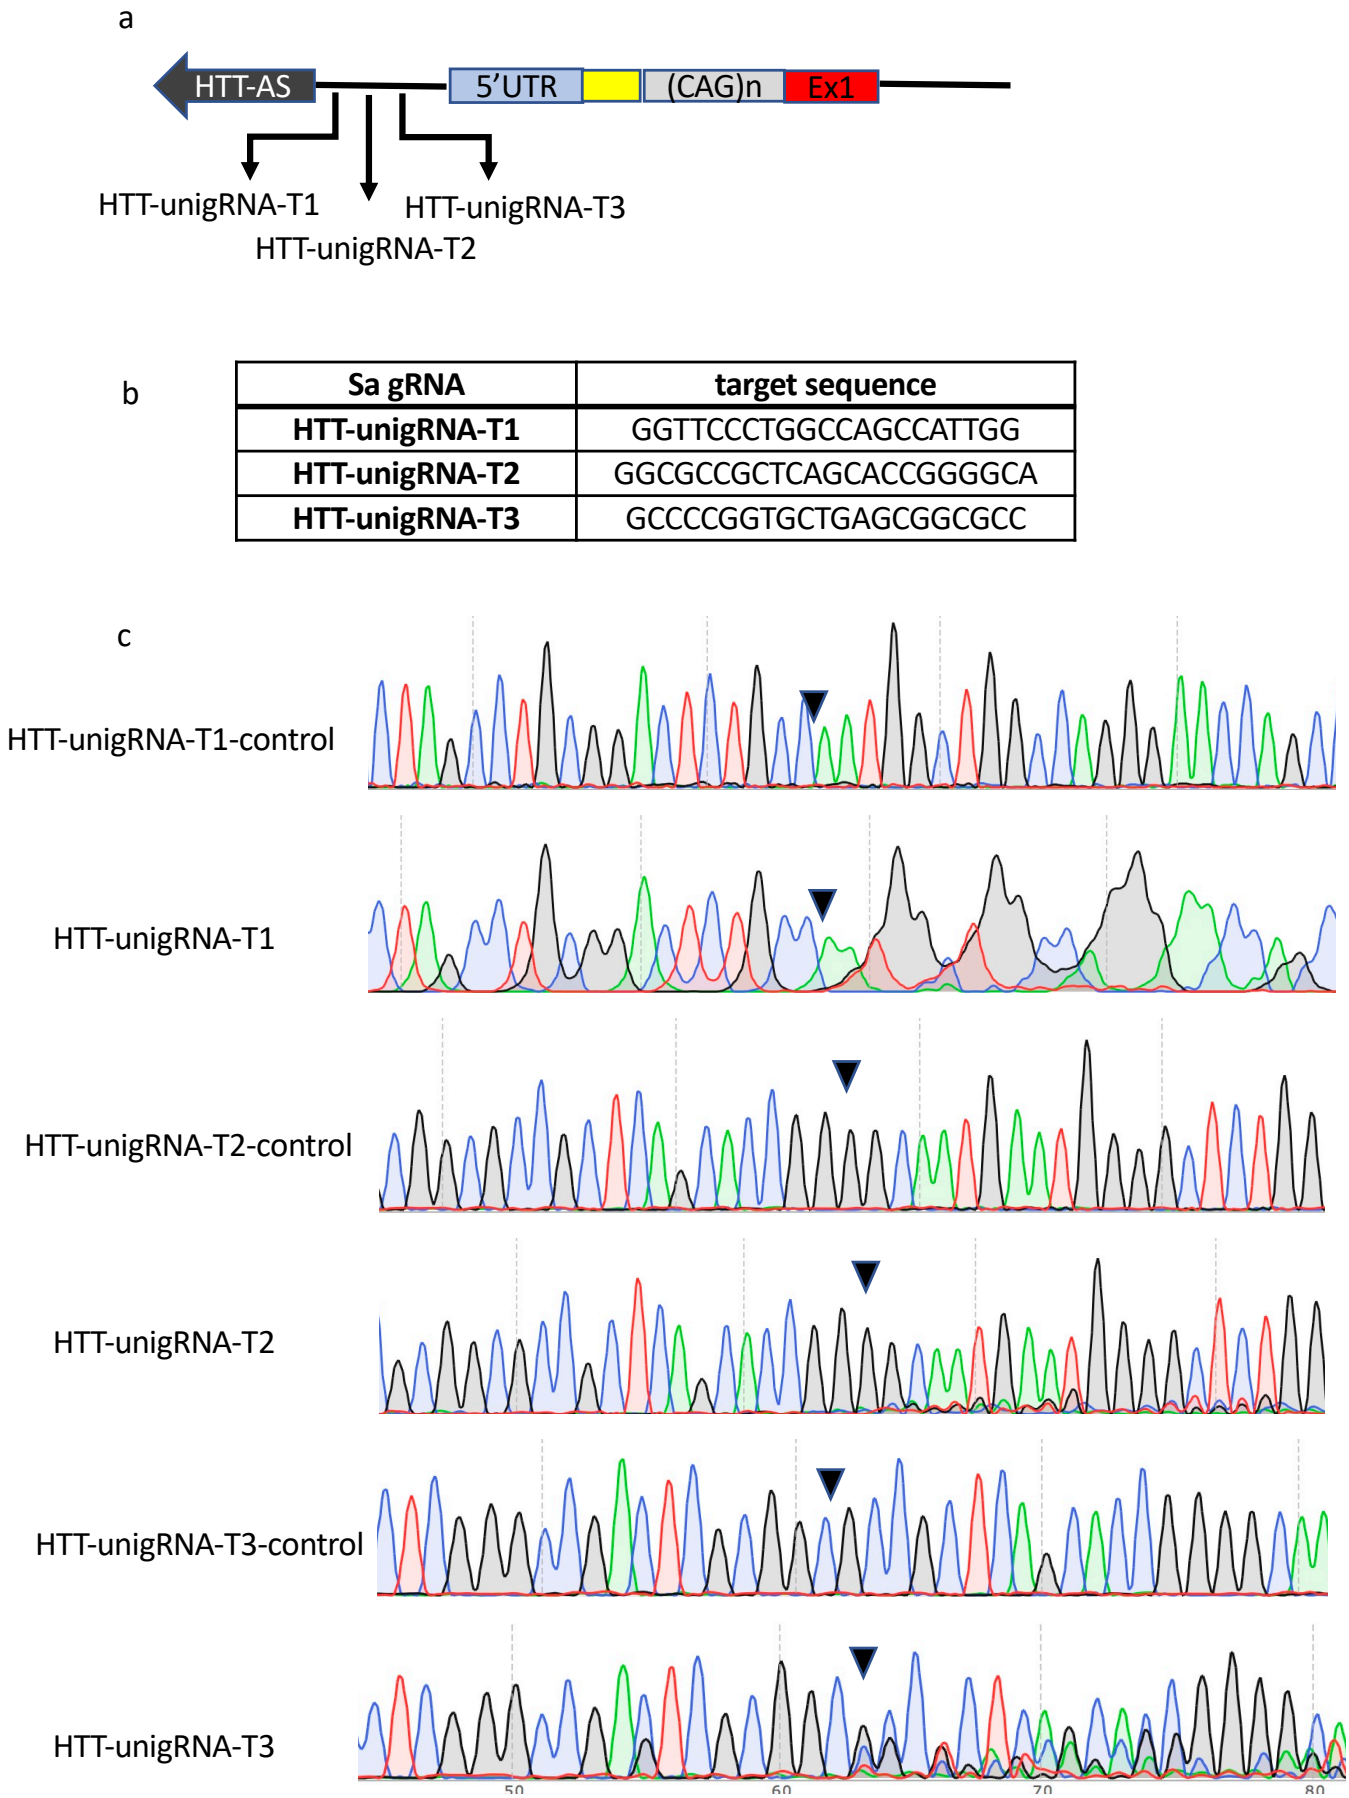 a
HTT-AS 5'UTR (CAG)n Ex1
HTT-unigRNA-T1 HTT-unigRNA-T3
HTT-unigRNA-T2
b
Sa gRNA target sequence
HTT-unigRNA-T1 GGTTCCCTGGCCAGCCATTGG
HTT-unigRNA-T2 GGCGCCGCTCAGCACCGGGGCA
HTT-unigRNA-T3 GCCCCGGTGCTGAGCGGCGCC
c
HTT-unigRNA-T1-control
HTT-unigRNA-T1
HTT-unigRNA-T2-control
HTT-unigRNA-T2
HTT-unigRNA-T3-control
HTT-unigRNA-T3
50 60 70 80